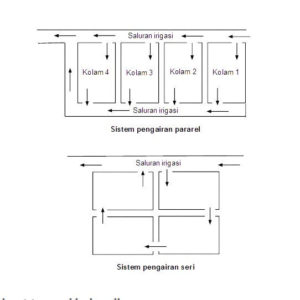 Saluran irigasi
Kolam 4 Kolam 3 Kolam 2 Kolam 1
Saluran irigasi
Sistem pengairan pararel
Saluran irigasi
Sistem pengairan seri